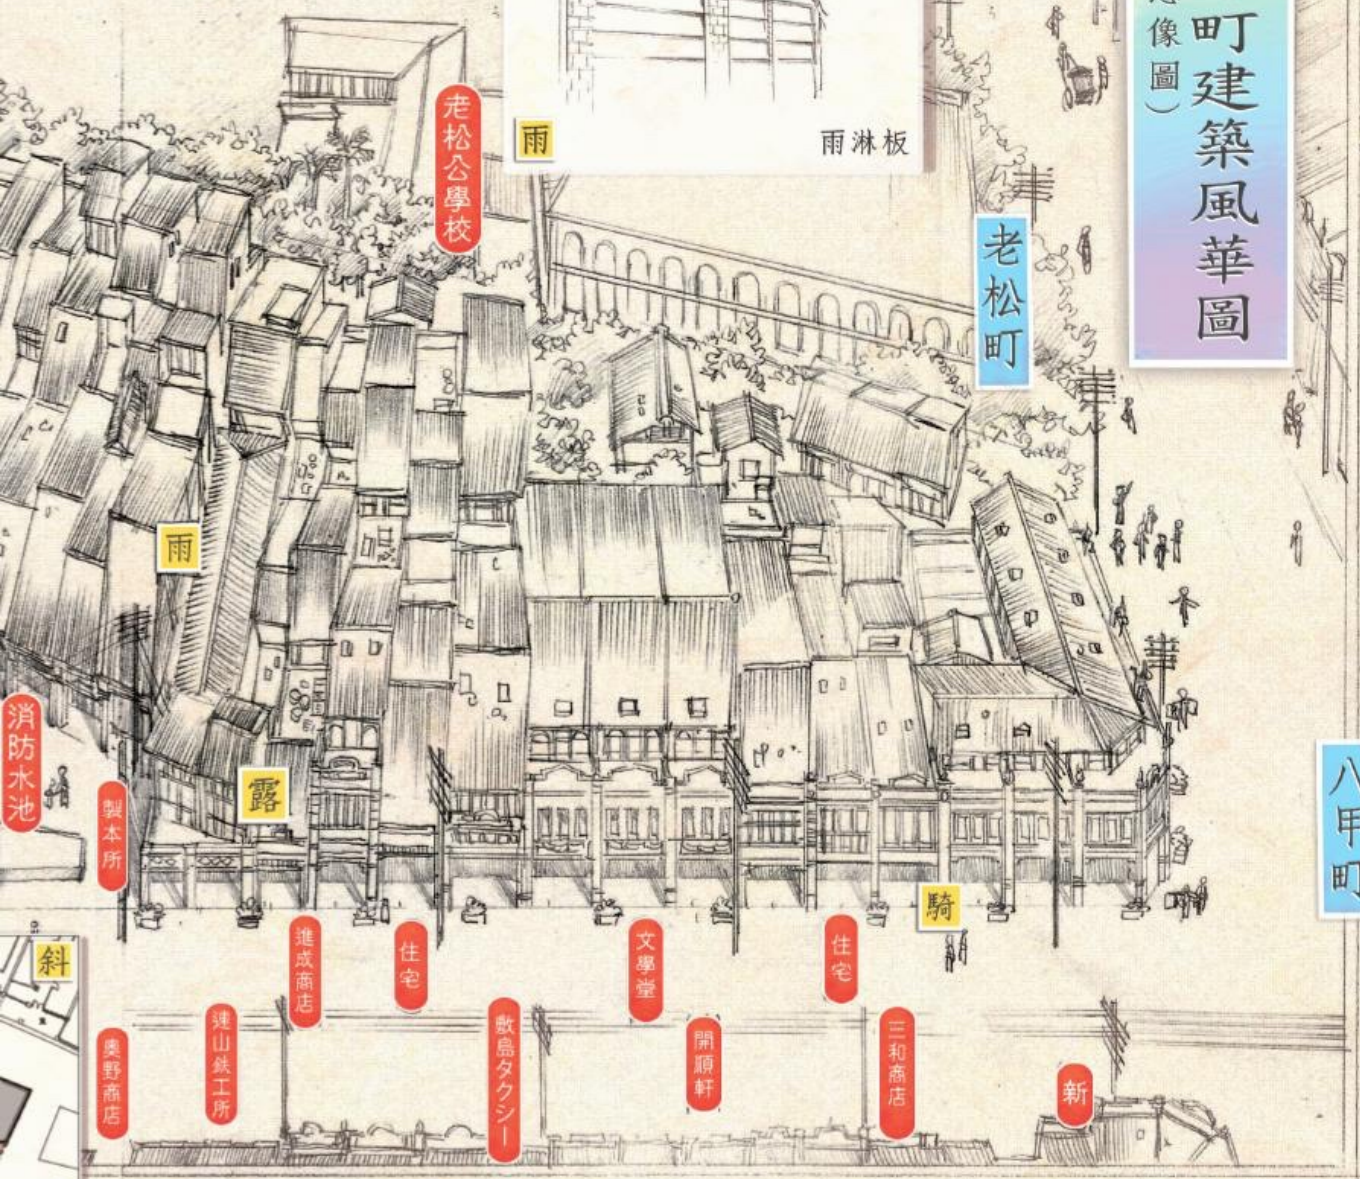 町建築風華圖
像圖）
雨
雨淋板
老松公學校
老松町
雨
消防水池
製本所
露
八甲町
騎
斜
進成商店
住宅
文學堂
住宅
奧野商店
連山鉄工所
敷島タクシー
開順軒
三和商店
新